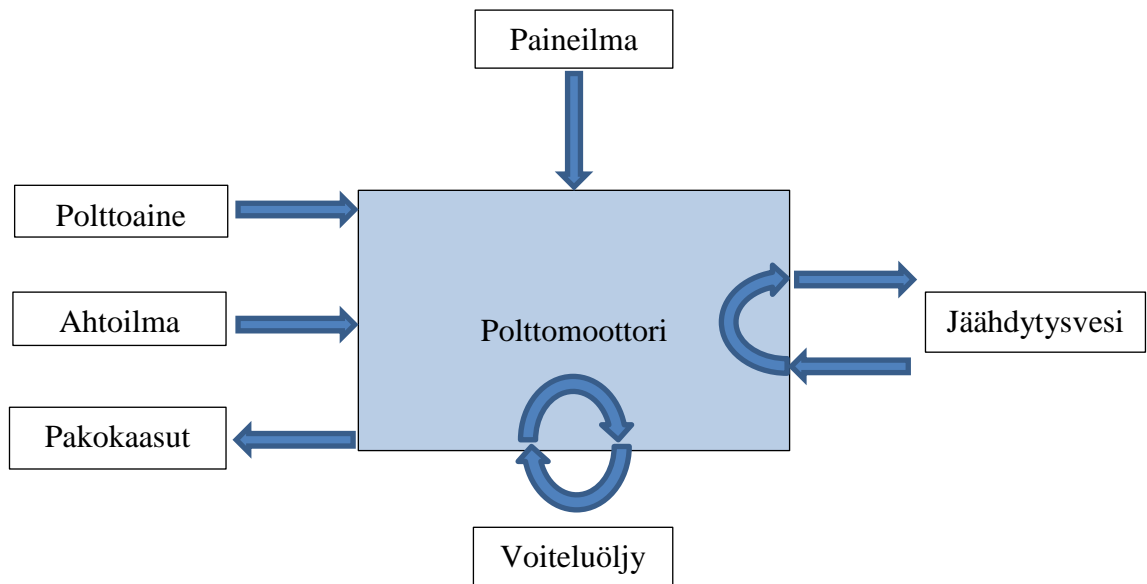 Paineilma
Polttoaine
Ahtoilma
Polttomoottori
Jäähdytysvesi
Pakokaasut
Voiteluöljy